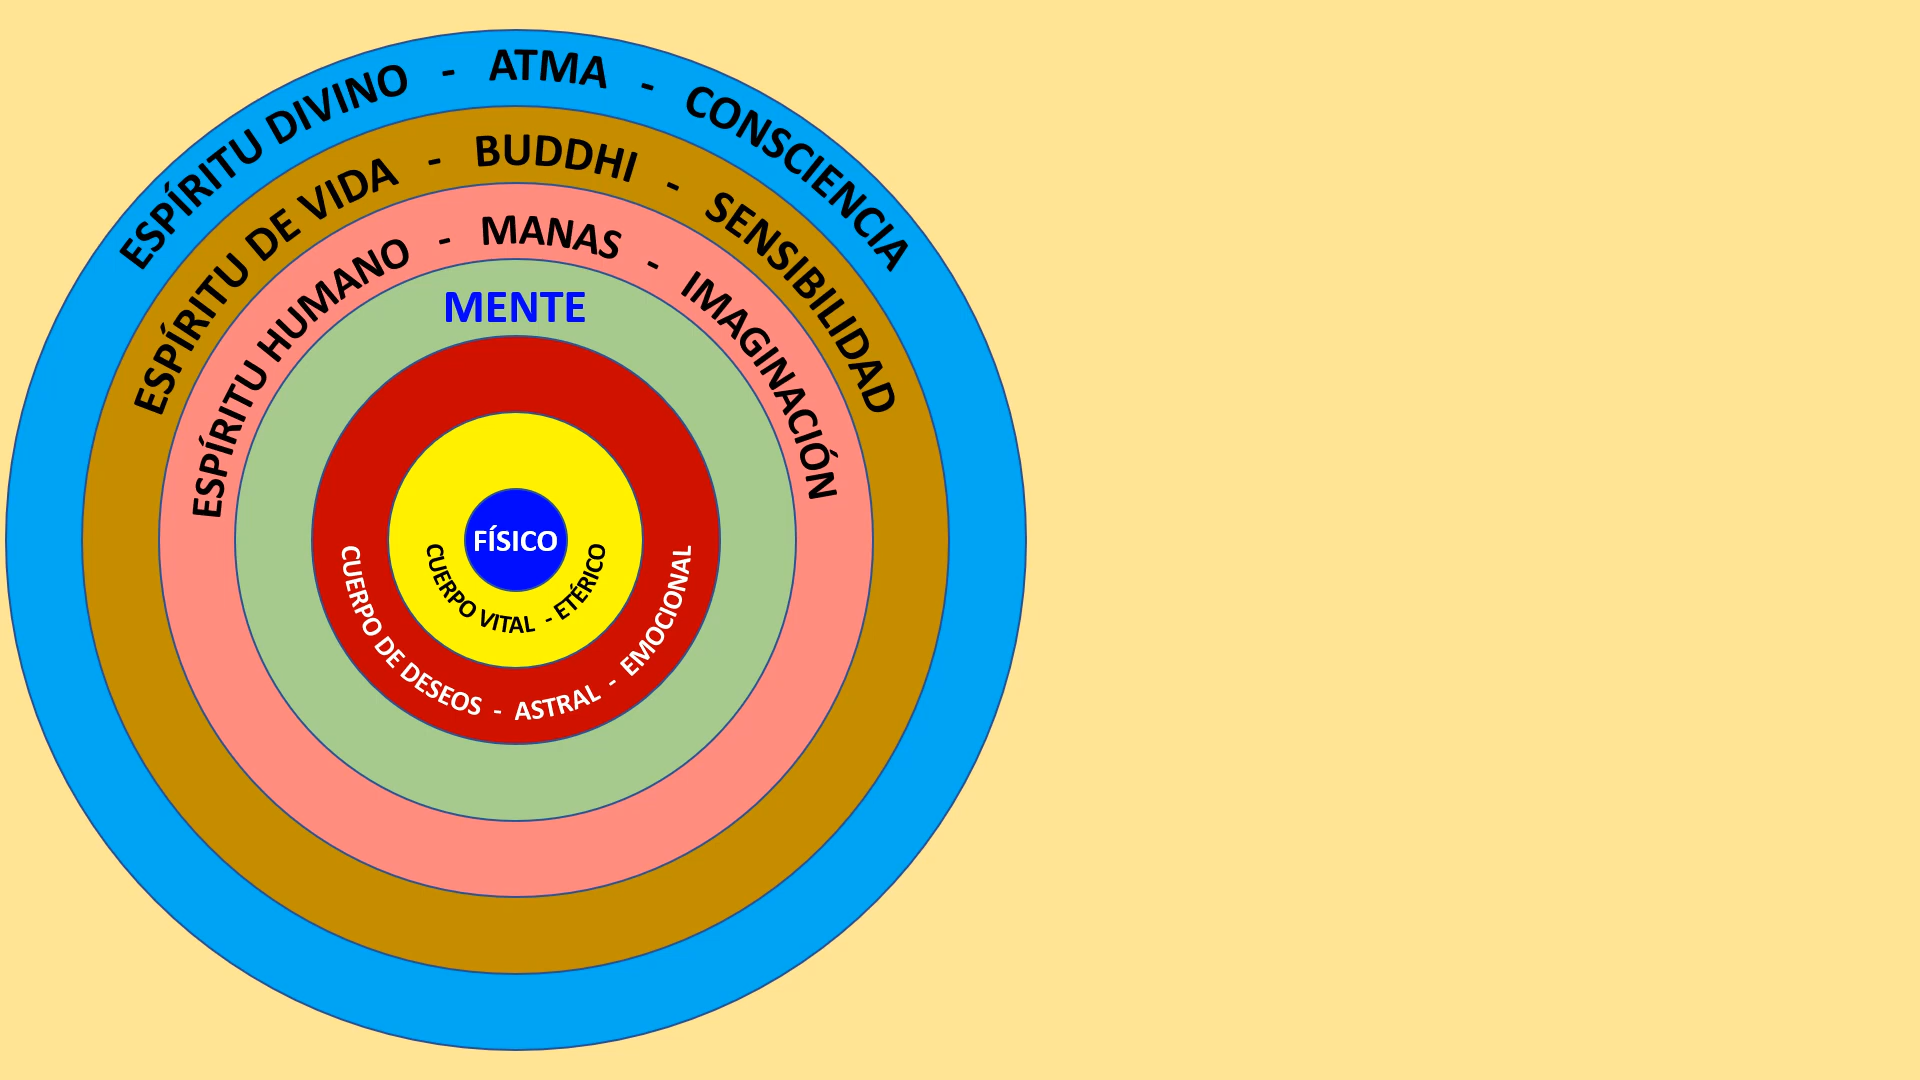 ESPÍRITU DIVINO - ATMA - CONSCIENCIA
ESPÍRITU DE VIDA - BUDDHI - SENSIBILIDAD
ESPÍRITU HUMANO - MANAS - IMAGINACIÓN
MENTE
FÍSICO
CUERPO VITAL - ETÉRICO
CUERPO DE DESEOS - ASTRAL - EMOCIONAL